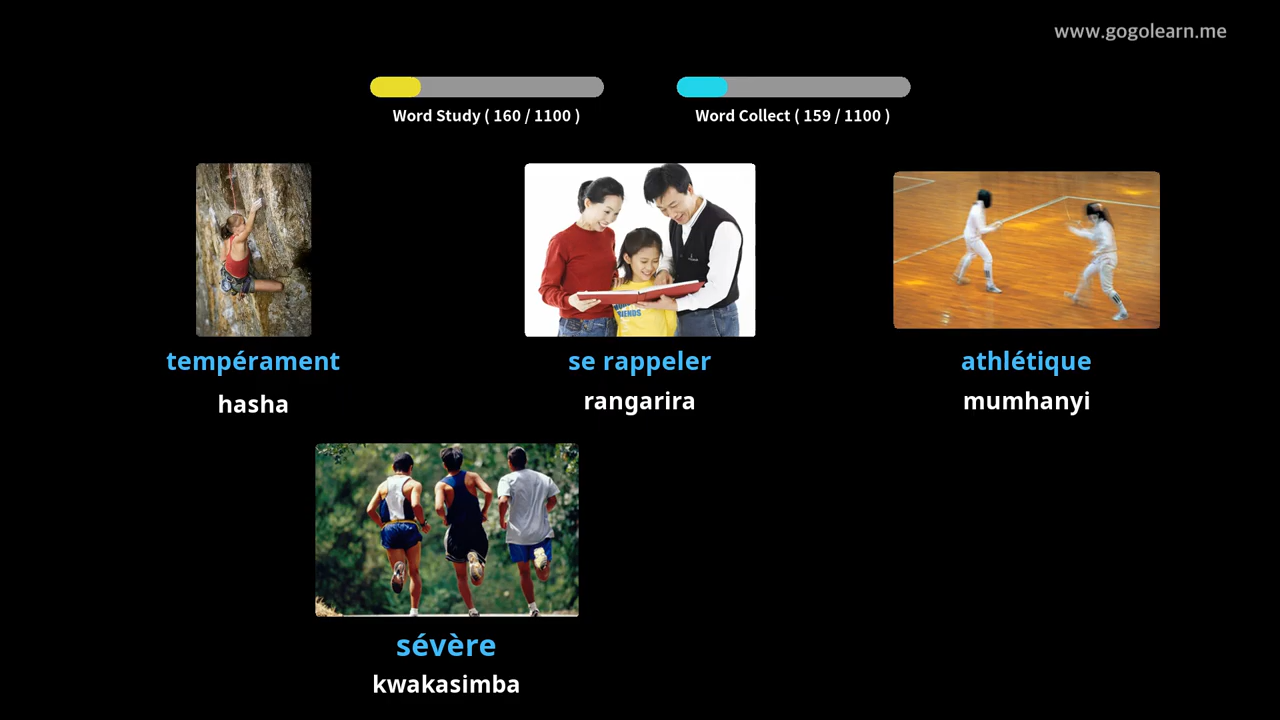 www.gogolearn.me
Word Study ( 160 / 1100 )
Word Collect ( 159 / 1100 )
tempérament
hasha
se rappeler
rangarira
athlétique
mumhanyi
sévère
kwakasimba